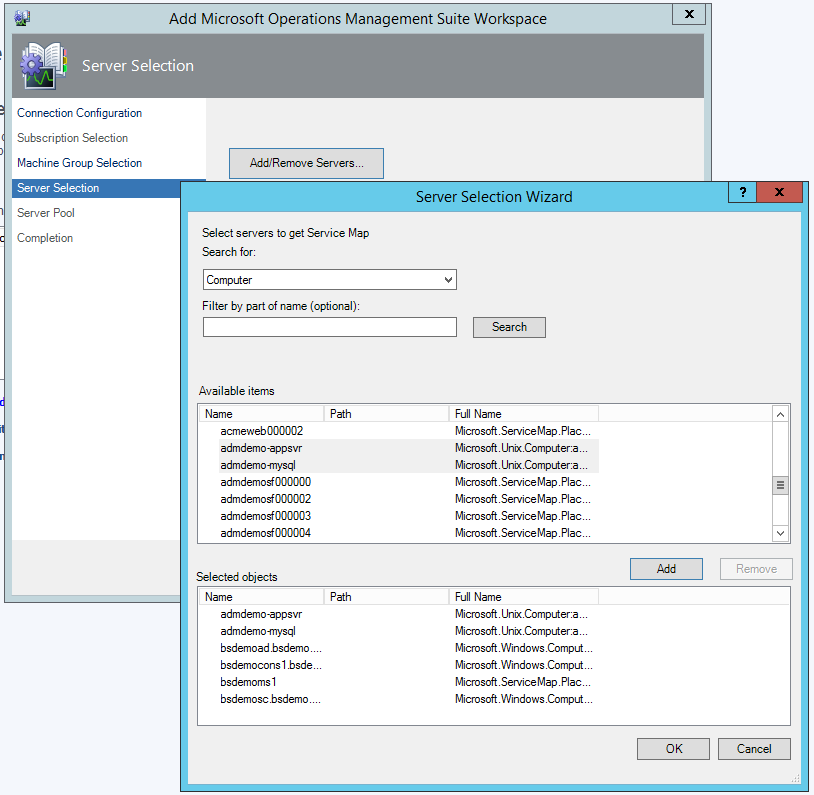 Add Microsoft Operations Management Suite Workspace
x
Server Selection
Connection Configuration
Subscription Selection
Machine Group Selection
Server Selection
Server Pool
Completion
Add/Remove Servers...
Server Selection Wizard
? x
Select servers to get Service Map
Search for:
Computer
Filter by part of name (optional):
Search
Available items
Name Path Full Name
acmeweb000002 Microsoft.ServiceMap.Plac...
admdemo-appsvr Microsoft.Unix.Computer:a...
admdemo-mysql Microsoft.Unix.Computer:a...
admdemosf000000 Microsoft.ServiceMap.Plac...
admdemosf000002 Microsoft.ServiceMap.Plac...
admdemosf000003 Microsoft.ServiceMap.Plac...
admdemosf000004 Microsoft.ServiceMap.Plac...
Add Remove
Selected objects
Name Path Full Name
admdemo-appsvr Microsoft.Unix.Computer:a...
admdemo-mysql Microsoft.Unix.Computer:a...
bsdemoad.bsdemo.... Microsoft.Windows.Comput...
bsdemocons1.bsde... Microsoft.Windows.Comput...
bsdemoms1 Microsoft.ServiceMap.Plac...
bsdemosc.bsdemo.... Microsoft.Windows.Comput...
OK Cancel